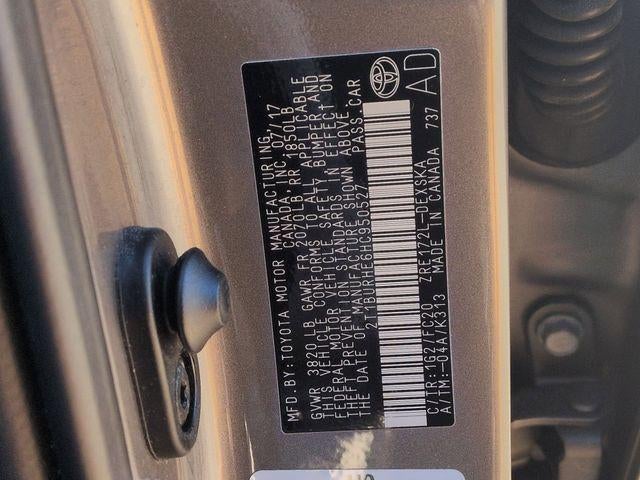 MFD.BY: TOYOTA MOTOR MANUFACTURING
CANADA, INC. 07/17
GVWR 3820LB GAWR FR 2070LB,RR 1850LB
THIS VEHICLE CONFORMS TO ALL APPLICABLE
FEDERAL MOTOR VEHICLE SAFETY, BUMPER, AND
THEFT PREVENTION STANDARDS IN EFFECT ON
THE DATE OF MANUFACTURE SHOWN ABOVE.
2T1BURHE6HC950527 PASS.CAR
C/TR:1G2/FC20 ZRE172L-DEXSKA
A/TM:-04A/K313 MADE IN CANADA 737
AD